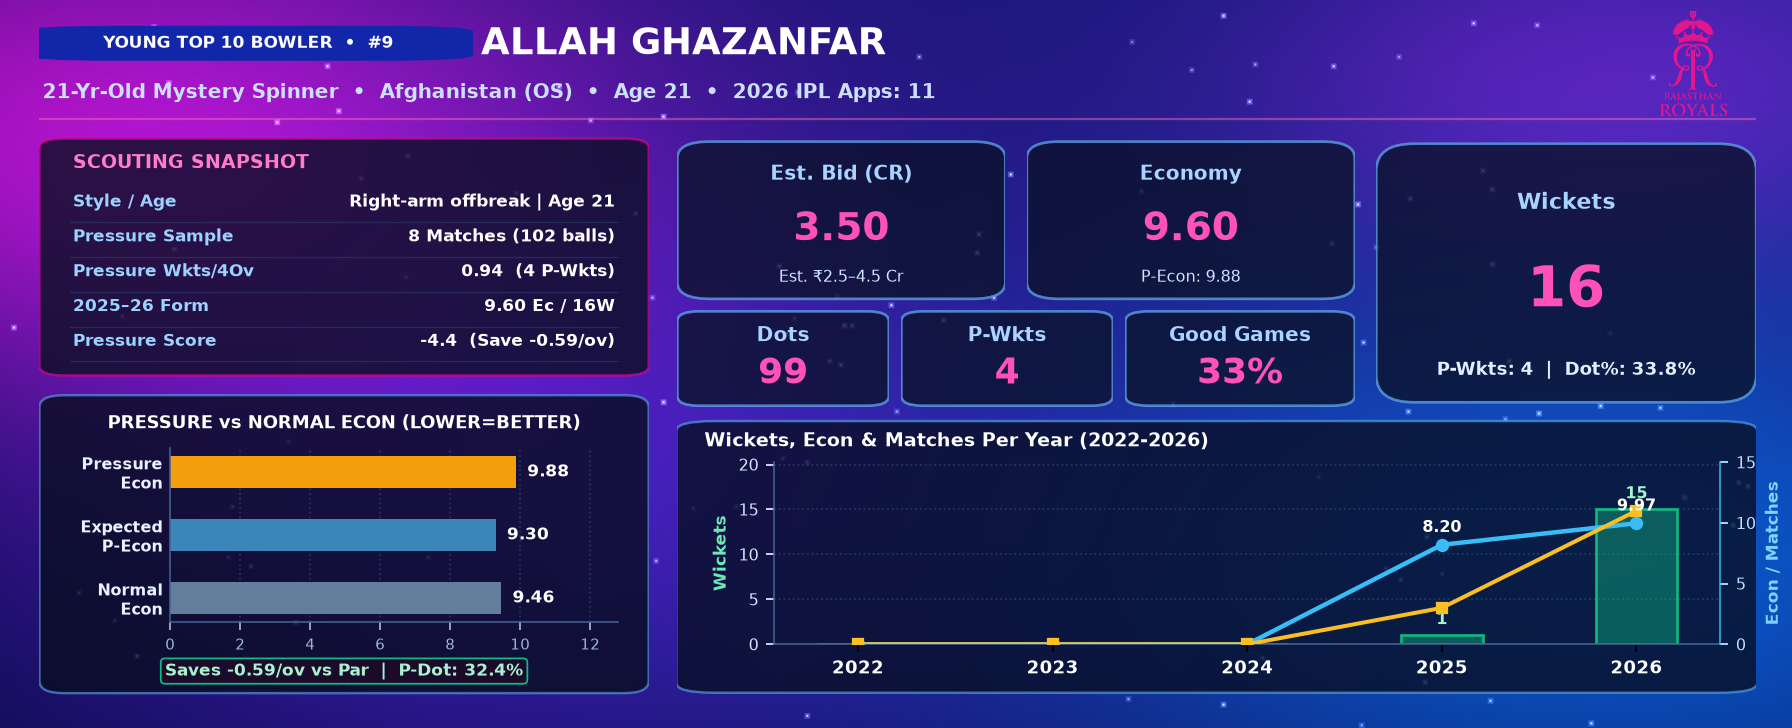 YOUNG TOP 10 BOWLER • #9
ALLAH GHAZANFAR
21-Yr-Old Mystery Spinner • Afghanistan (OS) • Age 21 • 2026 IPL Apps: 11
RAJASTHAN
ROYALS
SCOUTING SNAPSHOT
Style / Age Right-arm offbreak | Age 21
Pressure Sample 8 Matches (102 balls)
Pressure Wkts/4Ov 0.94 (4 P-Wkts)
2025–26 Form 9.60 Ec / 16W
Pressure Score -4.4 (Save -0.59/ov)
Est. Bid (CR)
3.50
Est. ₹2.5–4.5 Cr
Economy
9.60
P-Econ: 9.88
Wickets
16
P-Wkts: 4 | Dot%: 33.8%
Dots
99
P-Wkts
4
Good Games
33%
PRESSURE vs NORMAL ECON (LOWER=BETTER)
Pressure
Econ
9.88
Expected
P-Econ
9.30
Normal
Econ
9.46
0 2 4 6 8 10 12
Saves -0.59/ov vs Par | P-Dot: 32.4%
Wickets, Econ & Matches Per Year (2022-2026)
Wickets
20
15
10
5
0
8.20
1
15
9.97
15
10
5
0
Econ / Matches
2022 2023 2024 2025 2026